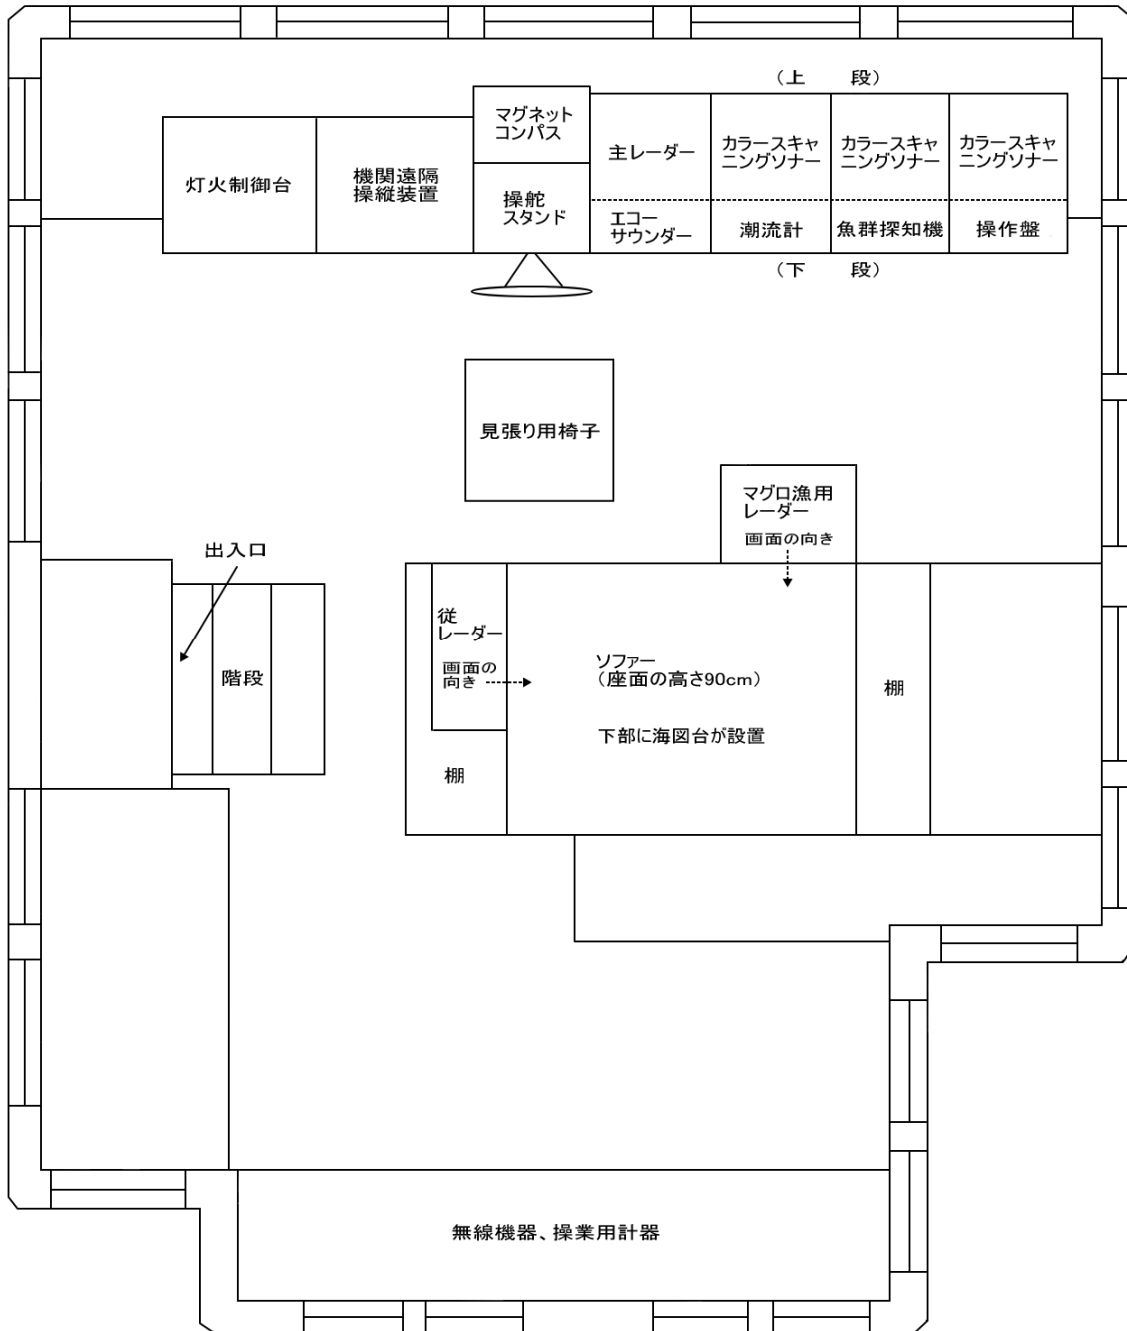 （上　段）
マグネット
コンパス
主レーダー
カラースキャ
ニングソナー
カラースキャ
ニングソナー
カラースキャ
ニングソナー
灯火制御台
機関遠隔
操縦装置
操舵
スタンド
エコー
サウンダー
潮流計
魚群探知機
操作盤
（下　段）
見張り用椅子
マグロ漁用
レーダー
画面の向き
出入口
階段
従
レーダー
画面の
向き
ソファー
（座面の高さ90cm）
下部に海図台が設置
棚
棚
無線機器、操業用計器